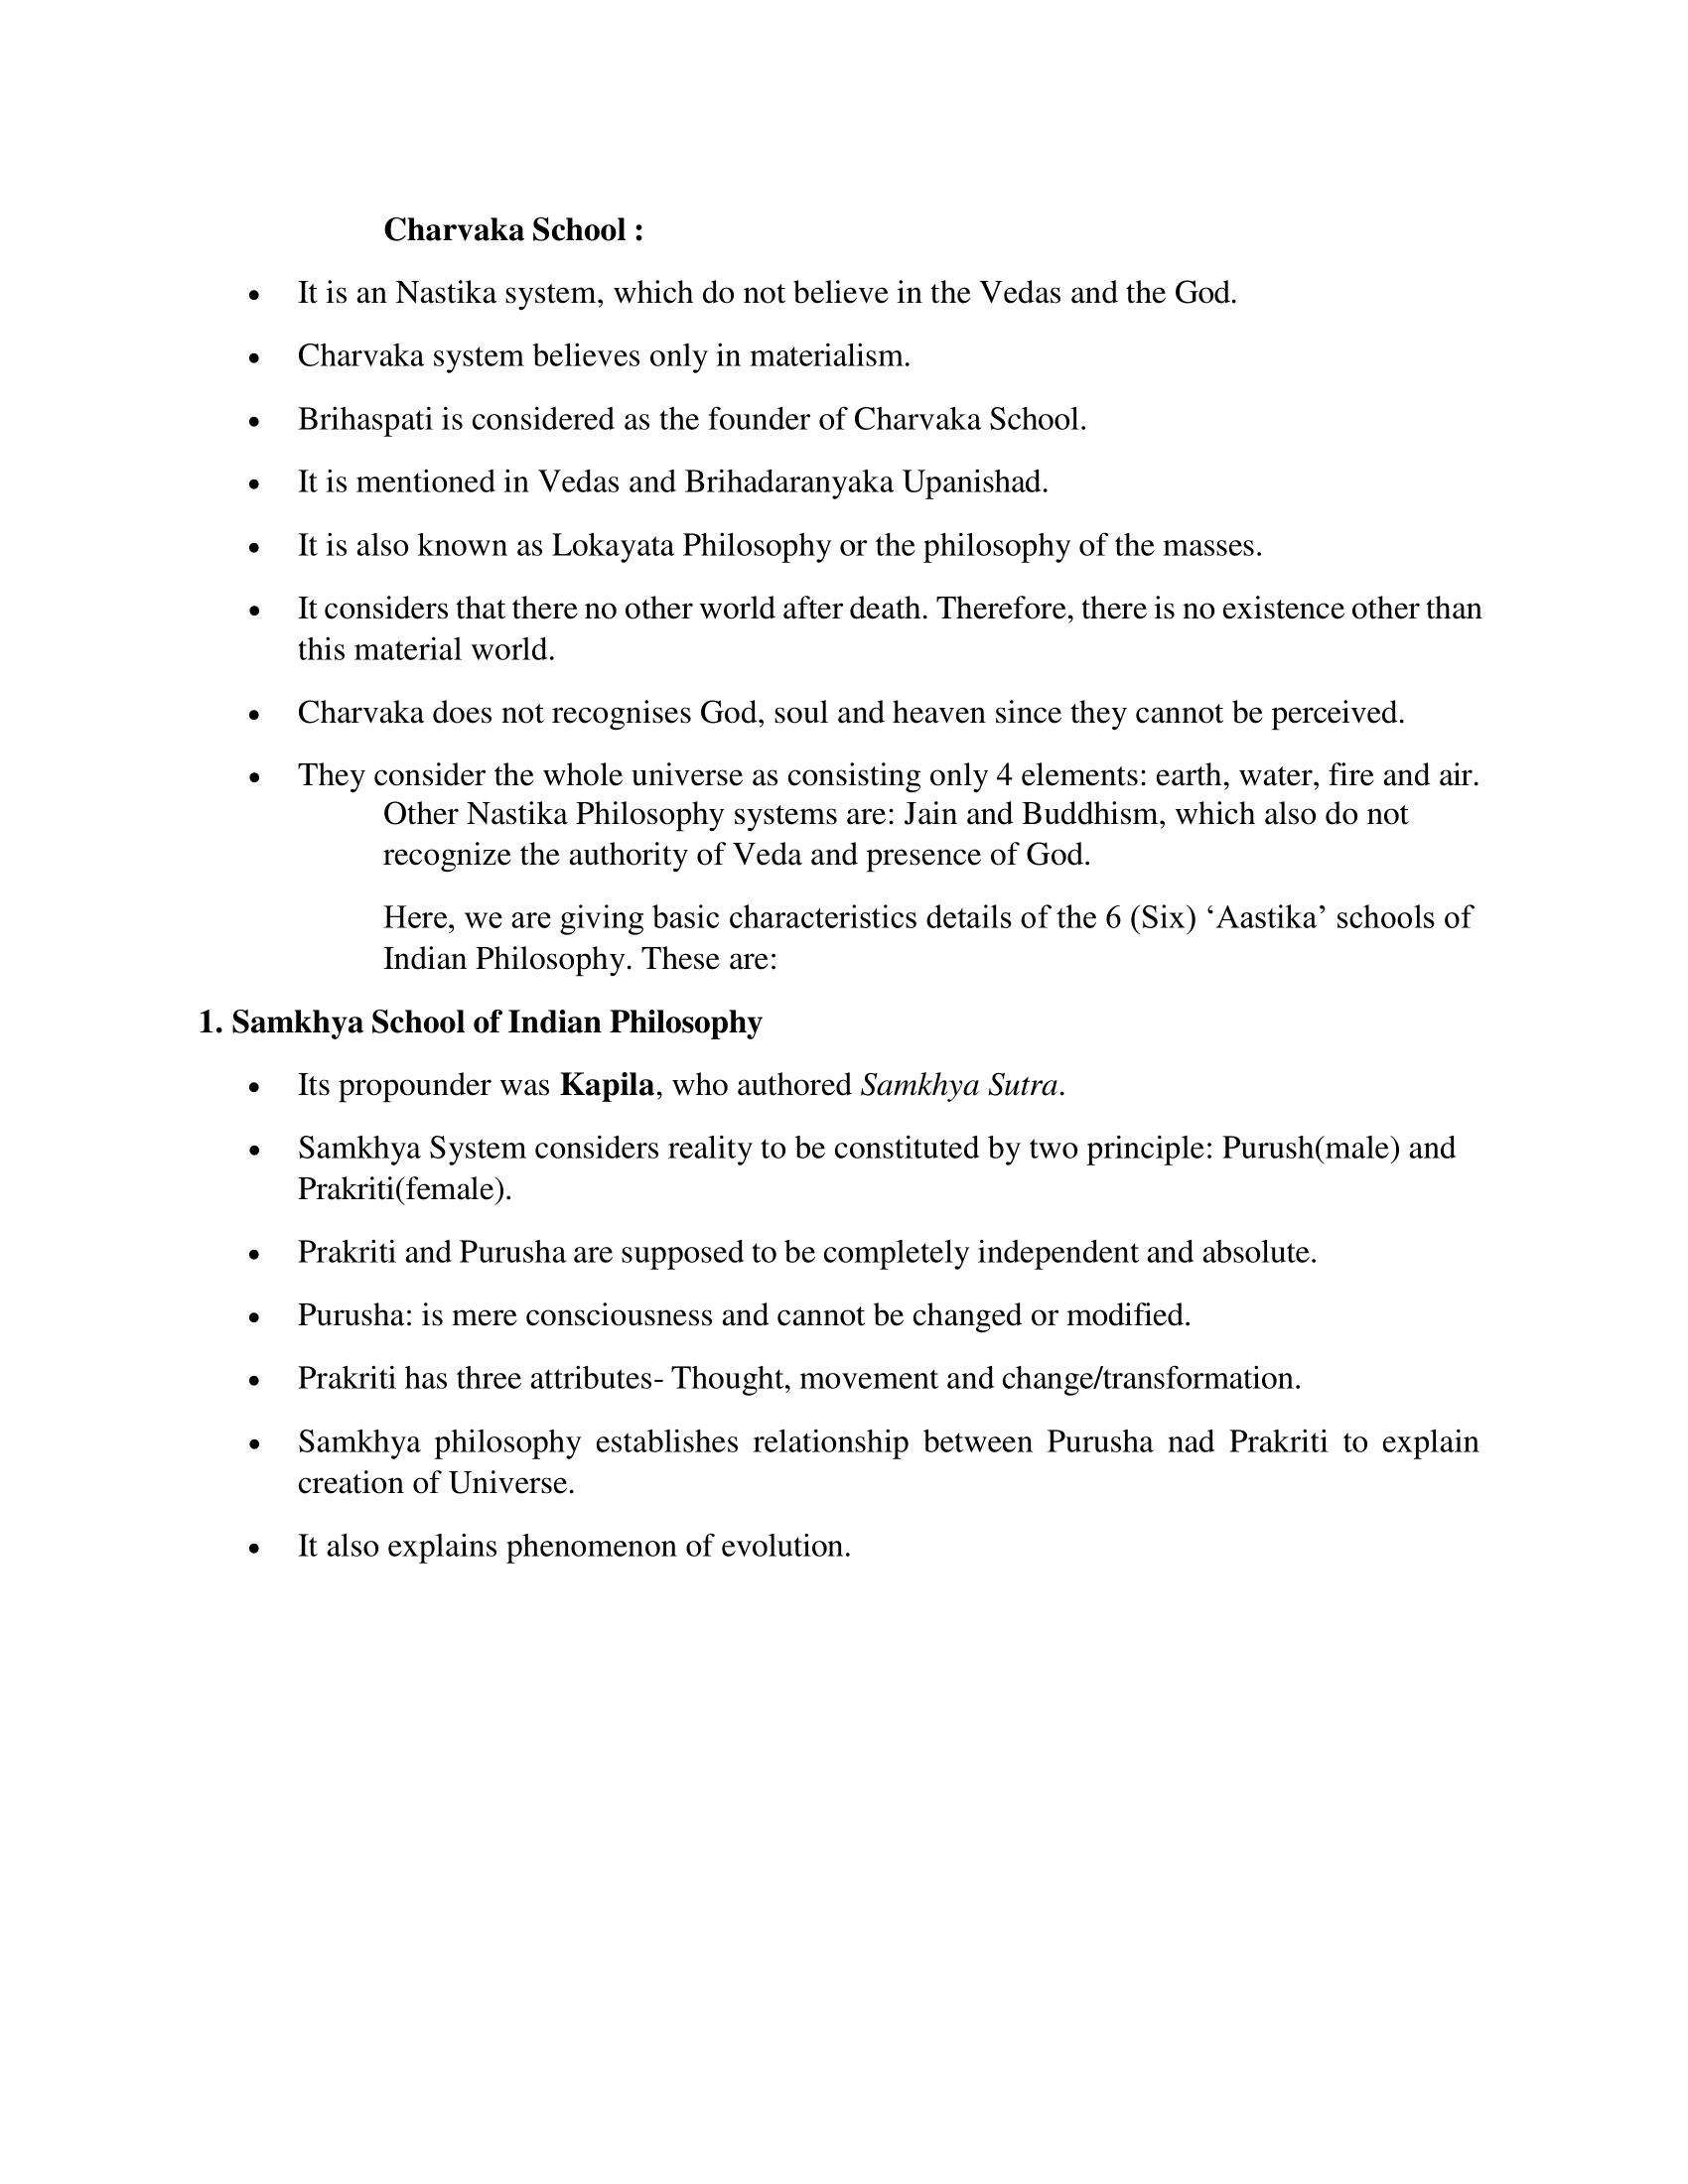 Charvaka School :
• It is an Nastika system, which do not believe in the Vedas and the God.
• Charvaka system believes only in materialism.
• Brihaspati is considered as the founder of Charvaka School.
• It is mentioned in Vedas and Brihadaranyaka Upanishad.
• It is also known as Lokayata Philosophy or the philosophy of the masses.
• It considers that there no other world after death. Therefore, there is no existence other than
this material world.
• Charvaka does not recognises God, soul and heaven since they cannot be perceived.
• They consider the whole universe as consisting only 4 elements: earth, water, fire and air.
Other Nastika Philosophy systems are: Jain and Buddhism, which also do not
recognize the authority of Veda and presence of God.
Here, we are giving basic characteristics details of the 6 (Six) ‘Aastika’ schools of
Indian Philosophy. These are:
1. Samkhya School of Indian Philosophy
• Its propounder was Kapila, who authored Samkhya Sutra.
• Samkhya System considers reality to be constituted by two principle: Purush(male) and
Prakriti(female).
• Prakriti and Purusha are supposed to be completely independent and absolute.
• Purusha: is mere consciousness and cannot be changed or modified.
• Prakriti has three attributes- Thought, movement and change/transformation.
• Samkhya philosophy establishes relationship between Purusha nad Prakriti to explain
creation of Universe.
• It also explains phenomenon of evolution.